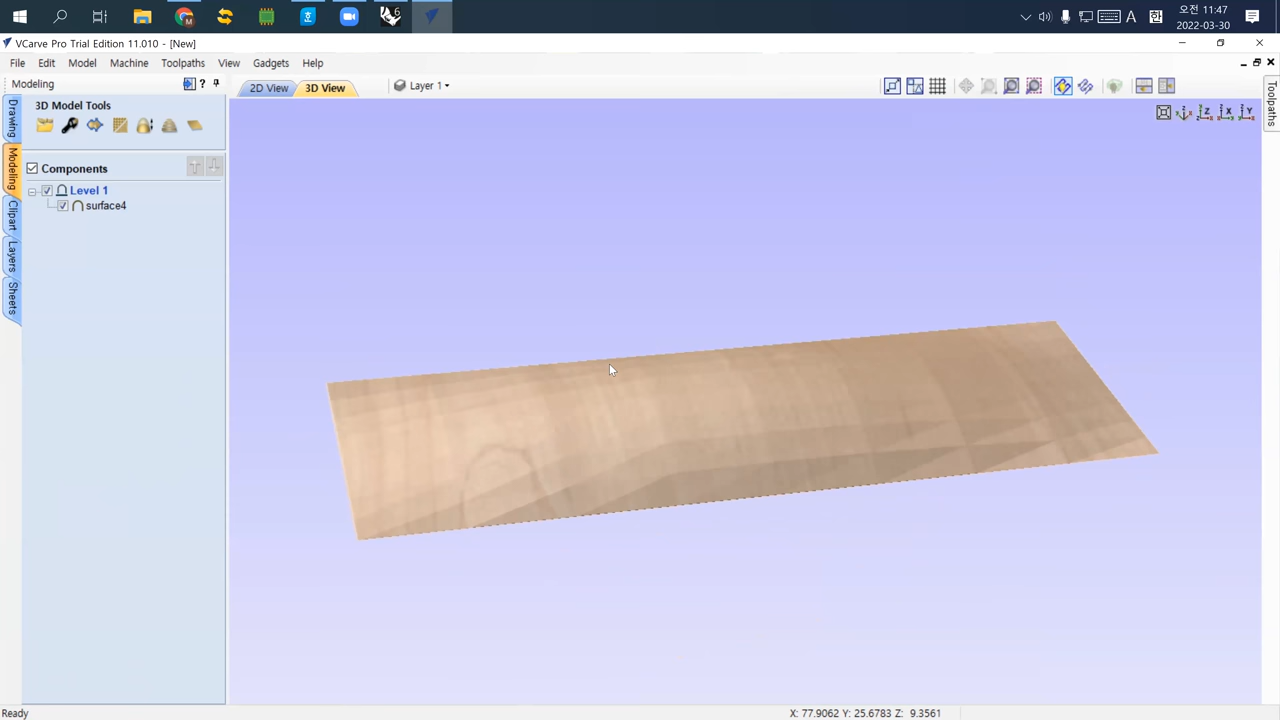 6
오전 11:47
A 한
2022-03-30
VCarve Pro Trial Edition 11.010 - [New]
File Edit Model Machine Toolpaths View Gadgets Help
Modeling
?
2D View
3D View
Layer 1
3D Model Tools
Z X Y
Components
Level 1
surface4
Drawing
Modeling
Clipart
Layers
Sheets
Toolpaths
Ready
X: 77.9062 Y: 25.6783 Z: 9.3561